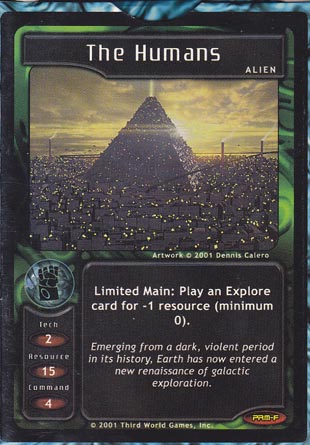 The Humans
ALIEN
Artwork © 2001 Dennis Calero
Limited Main: Play an Explore
card for -1 resource (minimum
0).
Emerging from a dark, violent period
in its history, Earth has now entered a
new renaissance of galactic
exploration.
Tech
2
Resource
15
Command
4
© 2001 Third World Games, Inc.
PRM-F